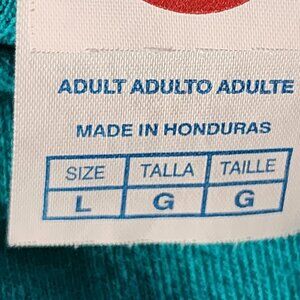 ADULT ADULTO ADULTE
MADE IN HONDURAS
SIZE TALLA TAILLE
L G G